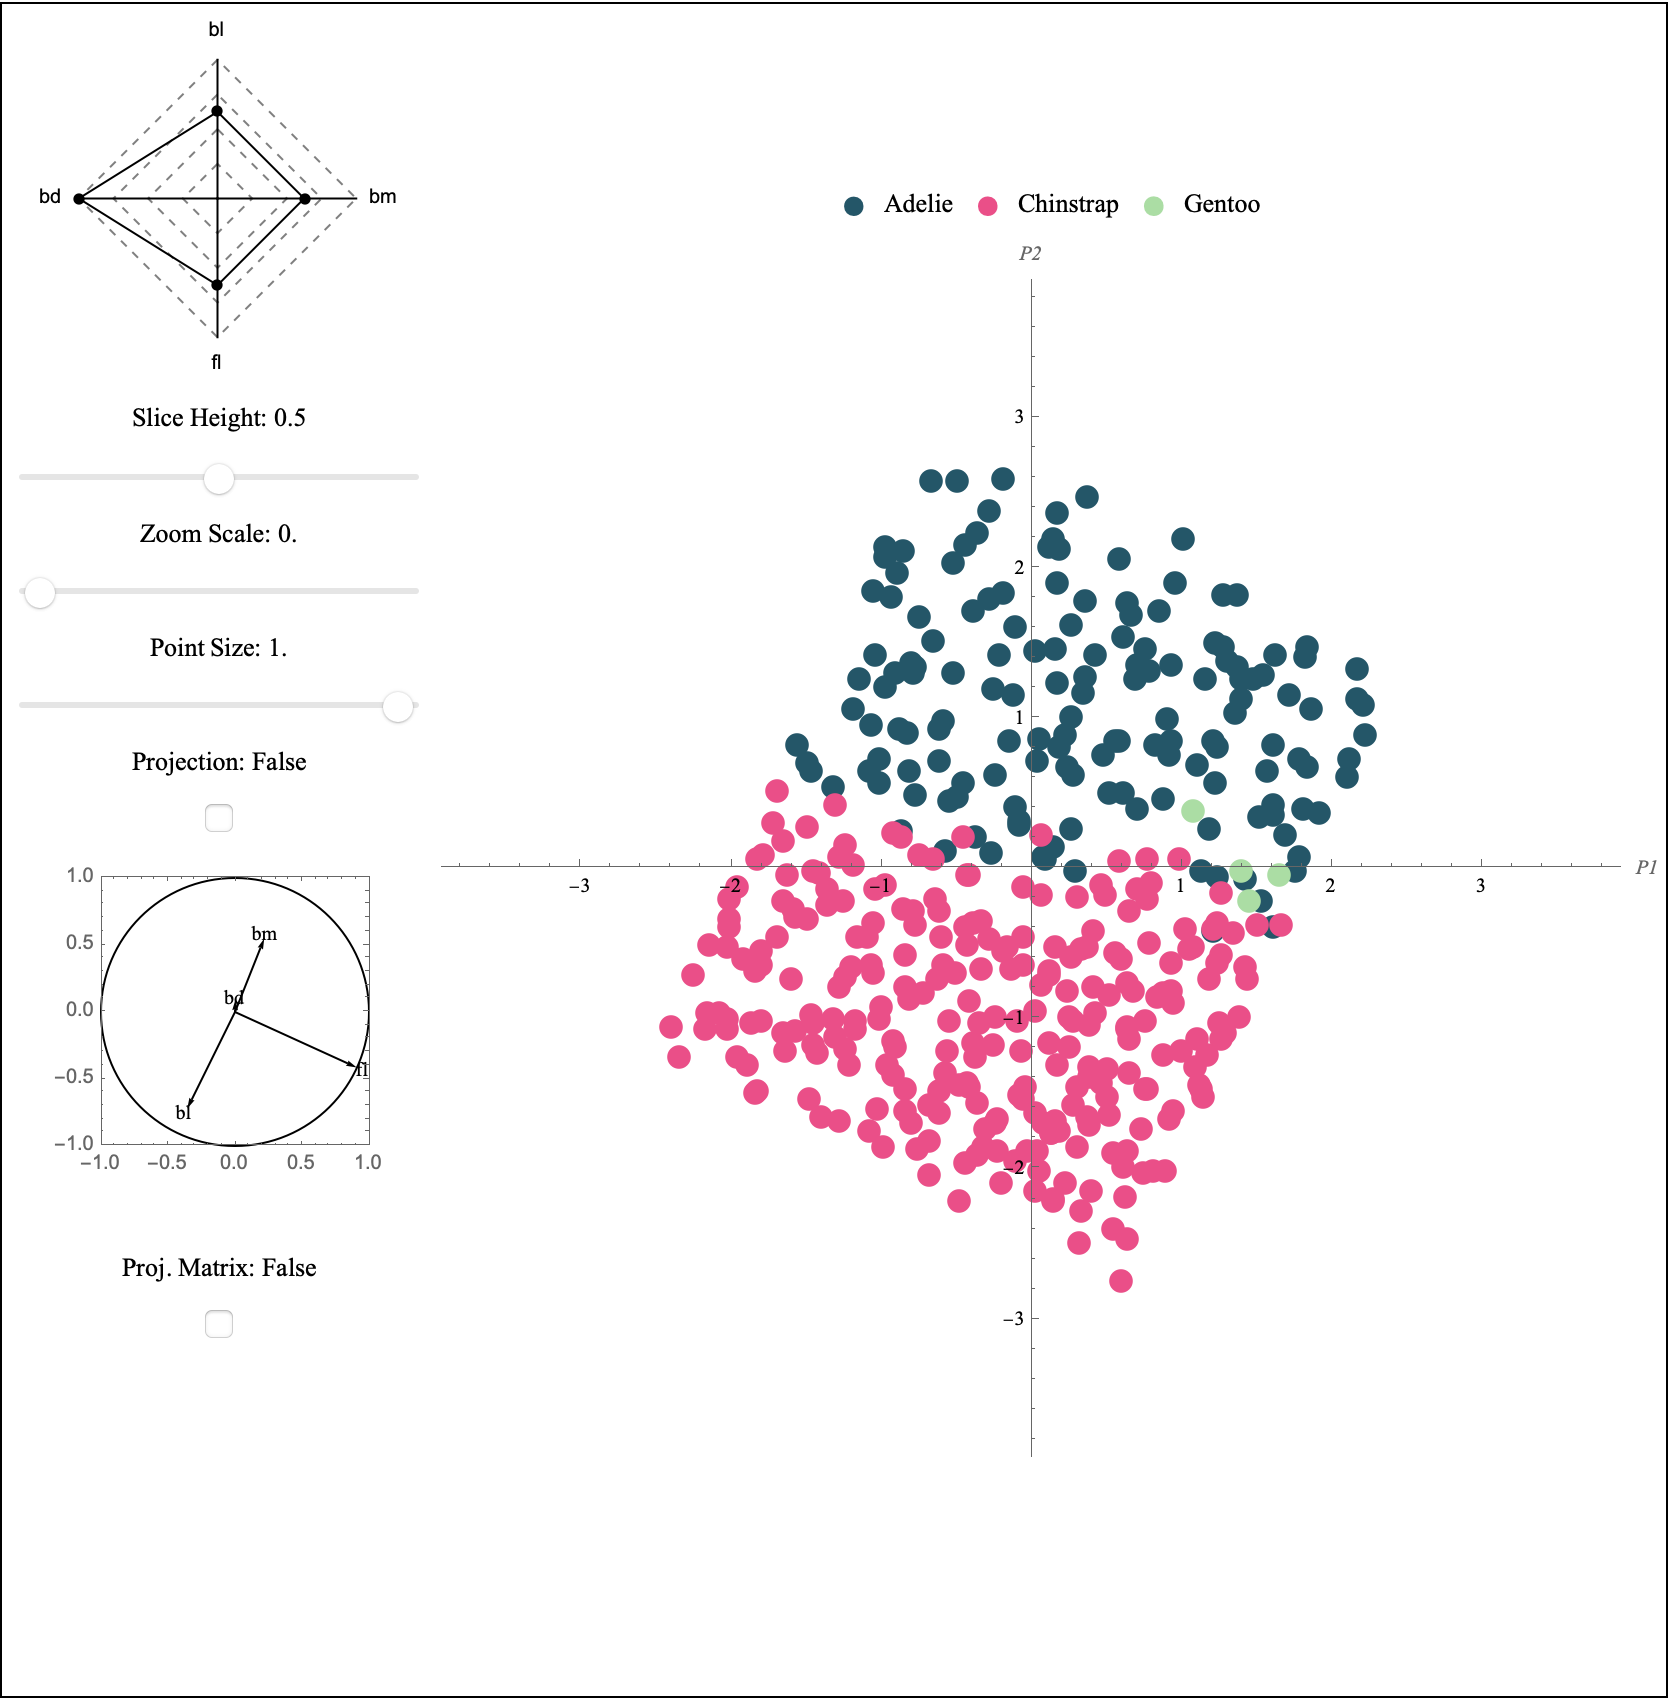 bl
bd
bm
fl
Slice Height: 0.5
Zoom Scale: 0.
Point Size: 1.
Projection: False
1.0
0.5
0.0
−0.5
−1.0
bm
bd
fl
bl
−1.0 −0.5 0.0 0.5 1.0
Proj. Matrix: False
Adelie Chinstrap Gentoo
P2
3
2
1
−3 −2 −1 1 2 3 P1
−1
−2
−3